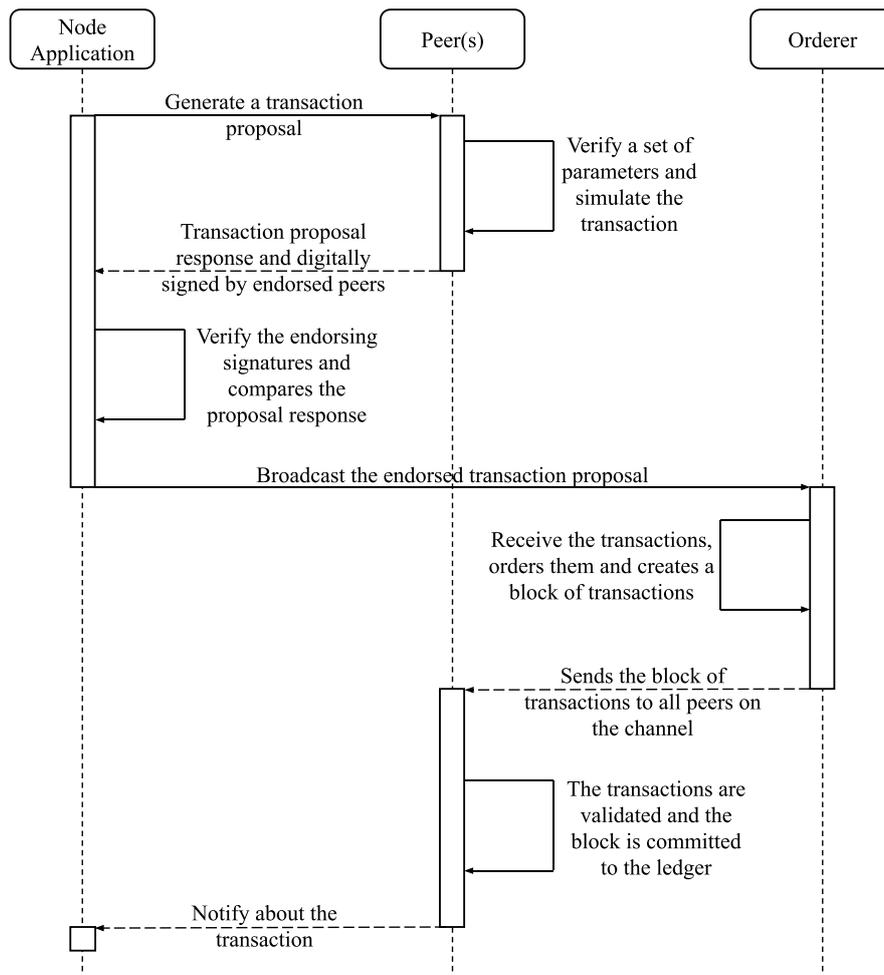 Node
Application
Peer(s)
Orderer
Generate a transaction
proposal
Verify a set of
parameters and
simulate the
transaction
Transaction proposal
response and digitally
signed by endorsed peers
Verify the endorsing
signatures and
compares the
proposal response
Broadcast the endorsed transaction proposal
Receive the transactions,
orders them and creates a
block of transactions
Sends the block of
transactions to all peers on
the channel
The transactions are
validated and the
block is committed
to the ledger
Notify about the
transaction